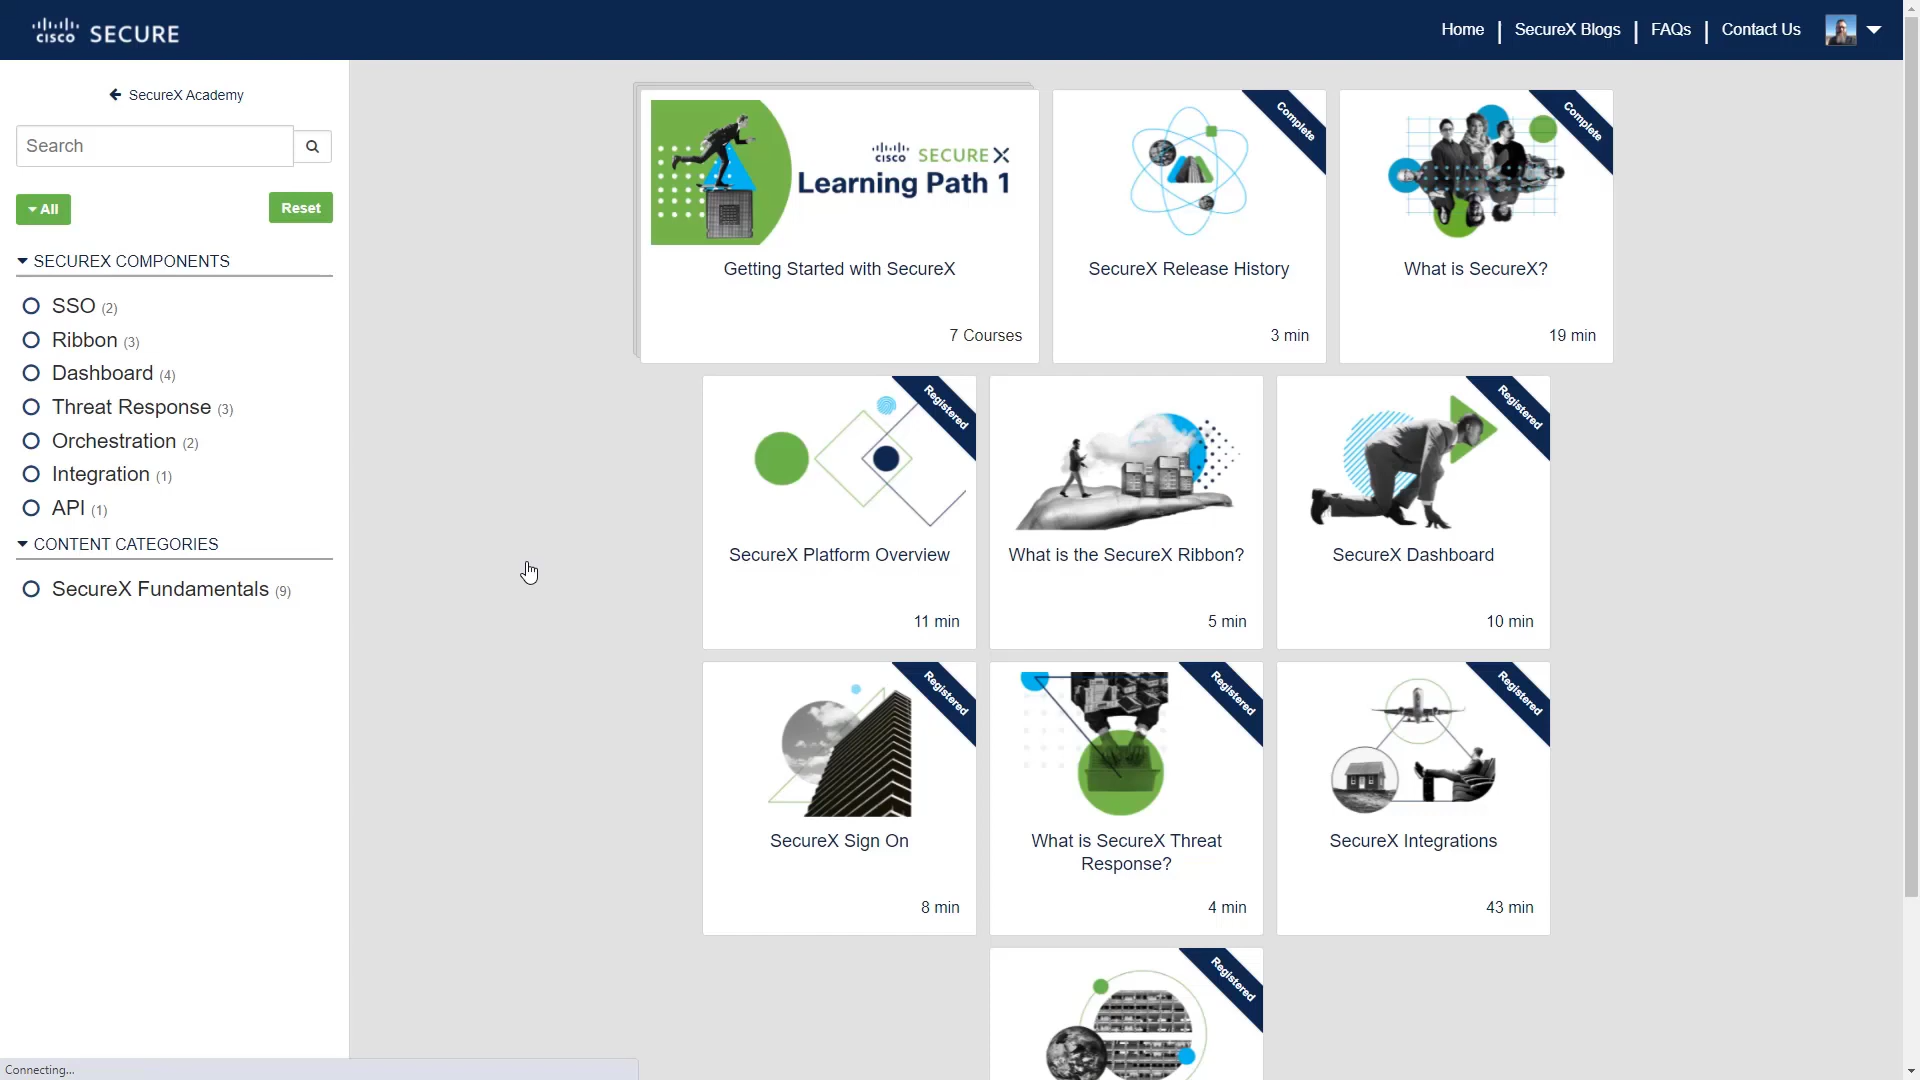 cisco SECURE
Home | SecureX Blogs | FAQs | Contact Us
SecureX Academy
Search
All
Reset
SECUREX COMPONENTS
SSO (2)
Ribbon (3)
Dashboard (4)
Threat Response (3)
Orchestration (2)
Integration (1)
API (1)
CONTENT CATEGORIES
SecureX Fundamentals (9)
cisco SECURE X
Learning Path 1
Getting Started with SecureX
7 Courses
Complete
SecureX Release History
3 min
Complete
What is SecureX?
19 min
Registered
SecureX Platform Overview
11 min
What is the SecureX Ribbon?
5 min
Registered
SecureX Dashboard
10 min
Registered
SecureX Sign On
8 min
Registered
What is SecureX Threat
Response?
4 min
Registered
SecureX Integrations
43 min
Registered
Connecting...